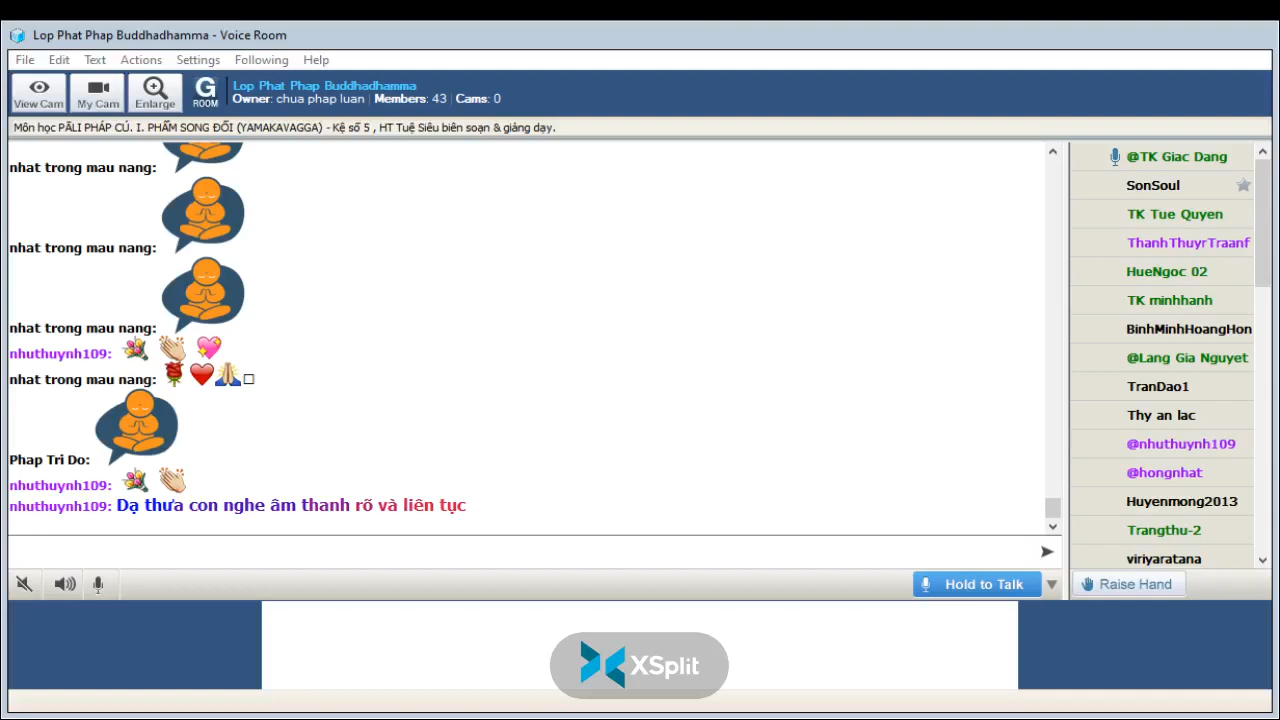 Lop Phat Phap Buddhadhamma - Voice Room
File Edit Text Actions Settings Following Help
View Cam My Cam Enlarge G ROOM
Lop Phat Phap Buddhadhamma
Owner: chua phap luan | Members: 43 | Cams: 0
Môn học PĀLI PHÁP CÚ. I. PHẨM SONG ĐỐI (YAMAKAVAGGA) - Kệ số 5 , HT Tuệ Siêu biên soạn & giảng dạy.
nhat trong mau nang:
nhat trong mau nang:
nhat trong mau nang:
nhuthuynh109:
nhat trong mau nang:
Phap Tri Do:
nhuthuynh109:
nhuthuynh109: Dạ thưa con nghe âm thanh rõ và liên tục
@TK Giac Dang
SonSoul
TK Tue Quyen
ThanhThuyrTraanf
HueNgoc 02
TK minhhanh
BinhMinhHoangHon
@Lang Gia Nguyet
TranDao1
Thy an lac
@nhuthuynh109
@hongnhat
Huyenmong2013
Trangthu-2
viriyaratana
Hold to Talk
Raise Hand
XSplit